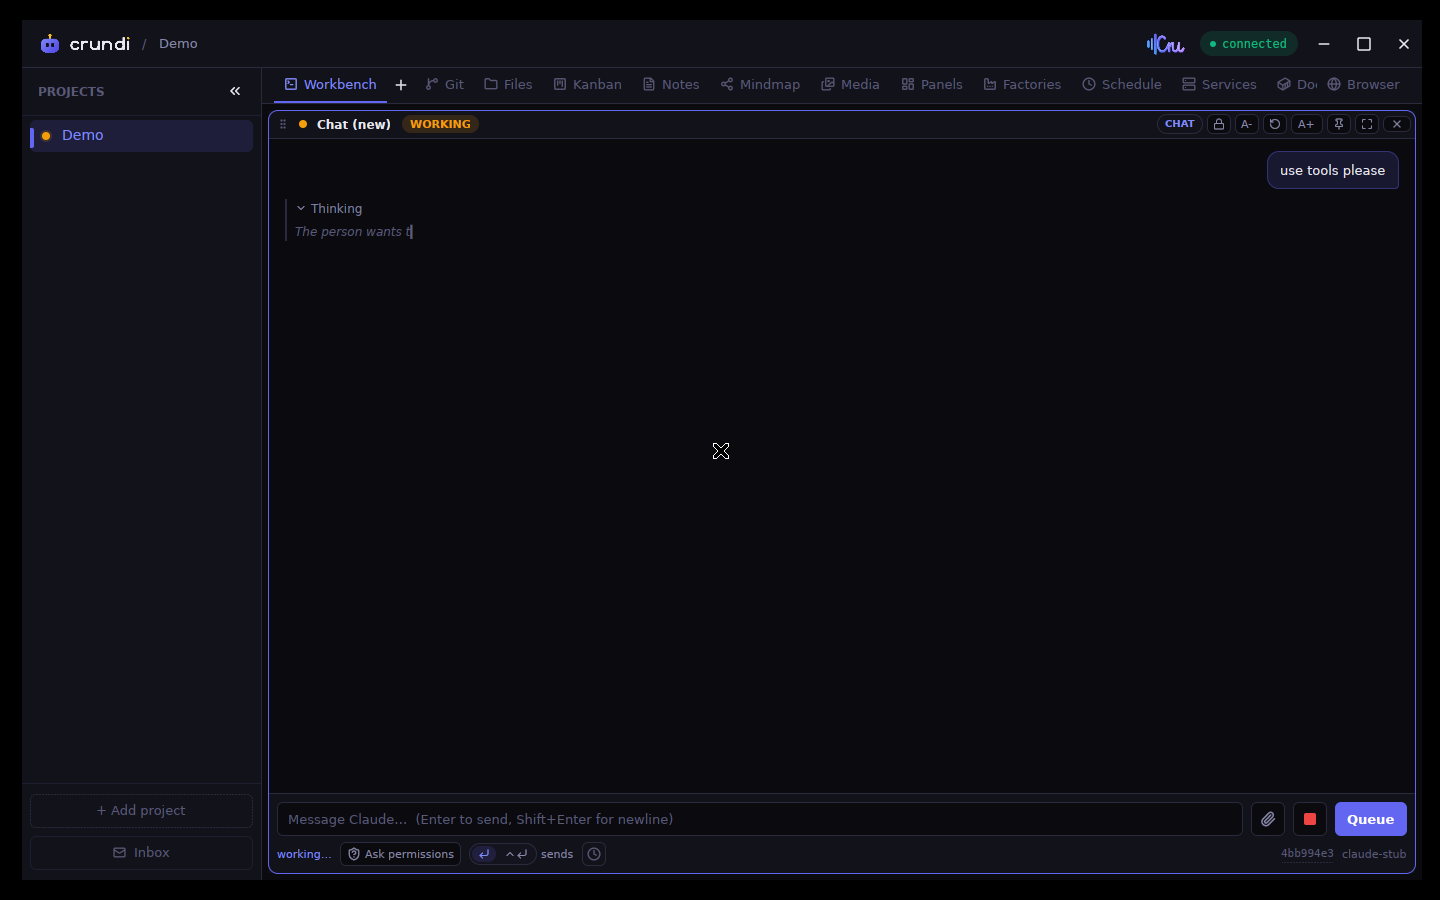 crundi / Demo
Cru
connected
PROJECTS
Workbench
Git
Files
Kanban
Notes
Mindmap
Media
Panels
Factories
Schedule
Services
Doc
Browser
Demo
Chat (new)
WORKING
CHAT
A-
A+
use tools please
Thinking
The person wants t
+ Add project
Inbox
Message Claude... (Enter to send, Shift+Enter for newline)
Queue
working...
Ask permissions
sends
4bb994e3
claude-stub